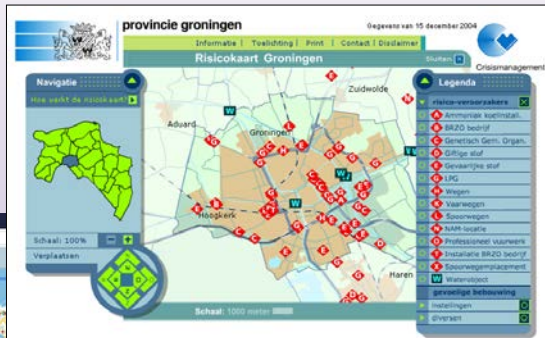 provincie groningen
Gegevens van 15 december 2004
Informatie | Toelichting | Print | Contact | Disclaimer
Risicokaart Groningen
Sluiten
Crisismanagement
Navigatie
Hoe werkt de risicokaart?
Schaal: 100%
Verplaatsen
Zuidwolde
Aduard
Groningen
Hoogkerk
Haren
Schaal: 1000 meter
Legenda
risico-veroorzakers
A Ammoniak koelinstall.
B BRZO bedrijf
C Genetisch Gem. Organ.
D Giftige stof
E Gevaarlijke stof
G LPG
H Wegen
K Vaarwegen
L Spoorwegen
N NAM-locatie
O Professioneel vuurwerk
T Installatie BRZO bedrijf
X Spoorwegemplacement
W Waterobject
gevoelige bebouwing
instellingen
diversen